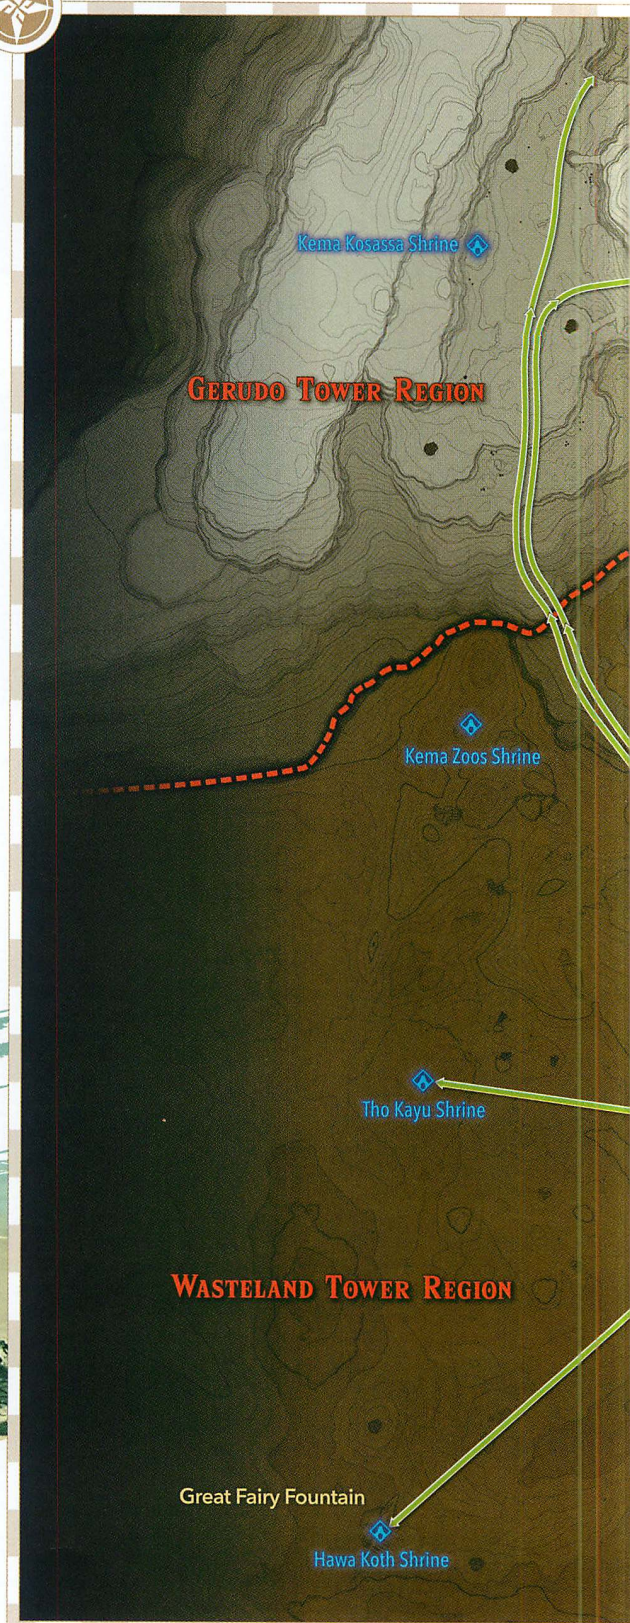 Kema Kosassa Shrine
GERUDO TOWER REGION
Kema Zoos Shrine
Tho Kayu Shrine
WASTELAND TOWER REGION
Great Fairy Fountain
Hawa Koth Shrine